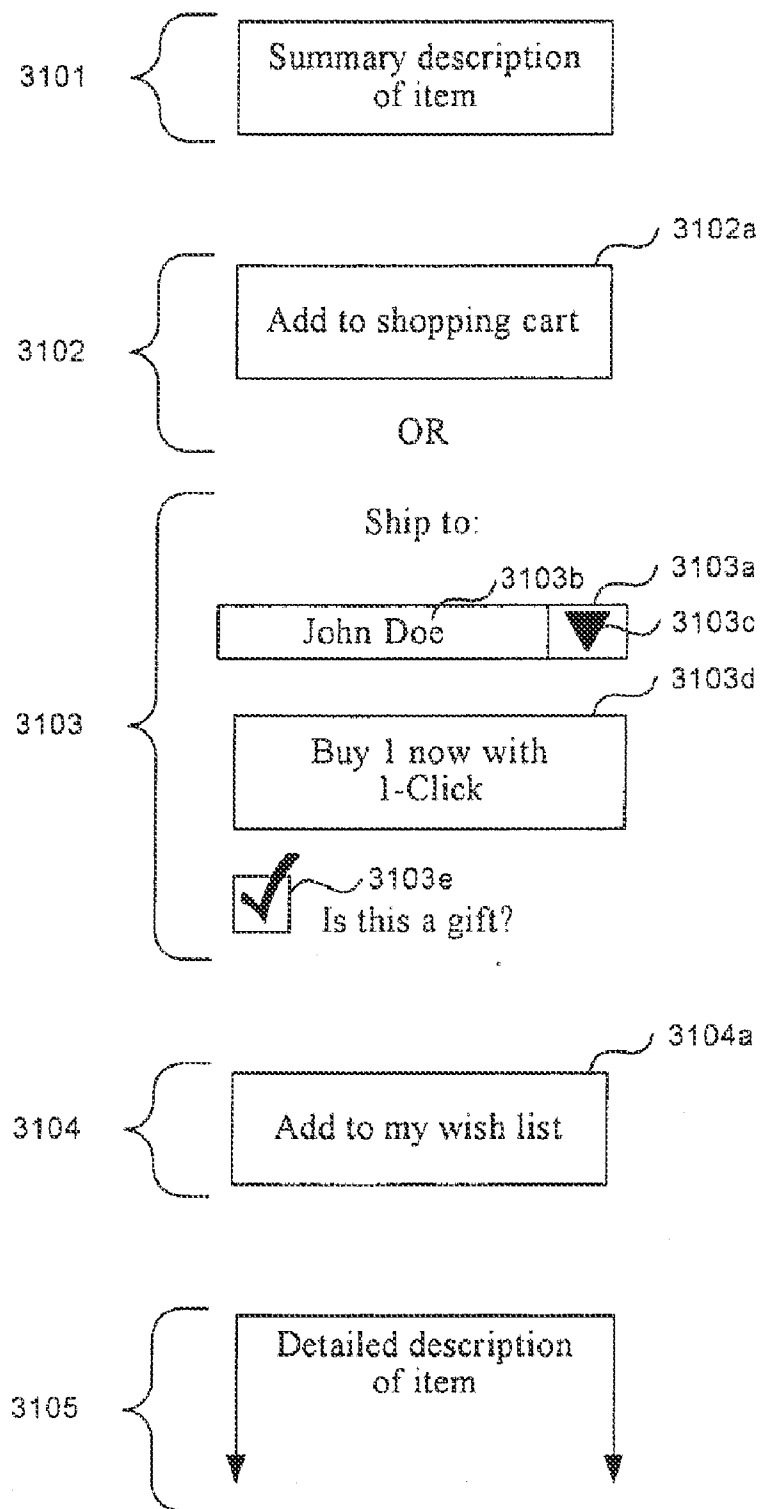 3101
Summary description
of item
3102a
3102
Add to shopping cart
OR
3103
Ship to:
3103b
3103a
John Doe
3103c
3103d
Buy 1 now with
1-Click
3103e
Is this a gift?
3104a
3104
Add to my wish list
3105
Detailed description
of item